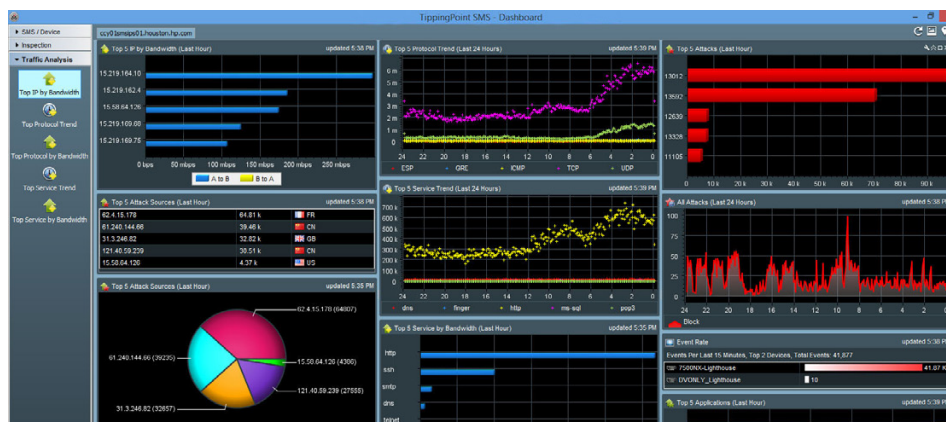 TippingPoint SMS - Dashboard
SMS / Device
Inspection
Traffic Analysis
Top IP by Bandwidth
Top Protocol Trend
Top Protocol by Bandwidth
Top Service Trend
Top Service by Bandwidth
Top 5 IP by Bandwidth (Last Hour) updated 5:38 PM
15.219.164.10
15.219.162.4
15.58.64.126
15.219.169.68
15.219.169.75
0 kbps 50 mbps 100 mbps 150 mbps 200 mbps 250 mbps
A to B B to A
Top 5 Attack Sources (Last Hour) updated 5:38 PM
62.4.15.178 64.81 k FR
61.240.144.66 39.46 k CN
31.3.246.82 32.82 k GB
121.40.59.239 CN
15.58.64.126 4.37 k US
Top 5 Attack Sources (Last Hour) updated 5:35 PM
62.4.15.178 (64807)
61.240.144.66 (39235)
15.58.64.126 (4366)
121.40.59.239 (27555)
31.3.246.82 (32657)
Top 5 Protocol Trend (Last 24 Hours) updated 5:39 PM
6 m
5 m
4 m
3 m
2 m
1 m
0
24 22 20 18 16 14 12 10 8 6 4 2 0
ESP GRE ICMP TCP UDP
Top 5 Service Trend (Last 24 Hours) updated 5:39 PM
700 k
600 k
500 k
400 k
300 k
200 k
100 k
0
24 22 20 18 16 14 12 10 8 6 4 2 0
dns finger http ms-sql pop3
Top 5 Service by Bandwidth (Last Hour) updated 5:35 PM
http
ssh
smtp
dns
telnet
Top 5 Attacks (Last Hour)
13012
13592
12639
13328
11105
0 10 k 20 k 30 k 40 k 50 k 60 k 70 k 80 k 90 k
All Attacks (Last 24 Hours) updated 5:38 P
100
75
50
25
0
24 22 20 18 16 14 12 10 8 6 4 2 0
Block
Event Rate updated 5:38 P
Events Per Last 15 Minutes, Top 2 Devices, Total Events: 41,877
7500NX-Lighthouse 41.87 K
DVONLY_Lighthouse 10
Top 5 Applications (Last Hour) updated 5:39 P